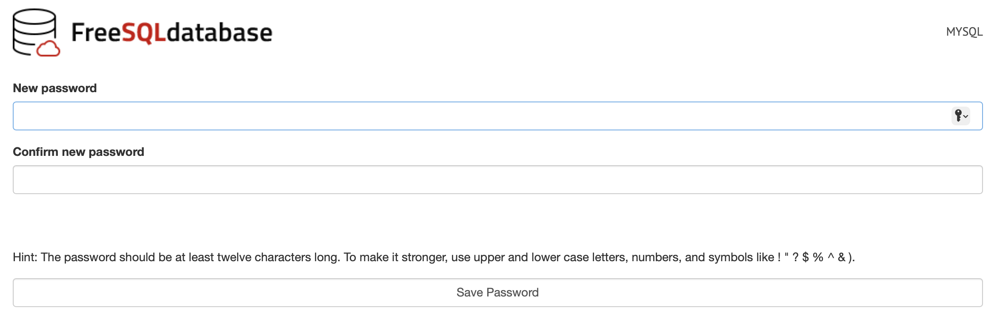 FreeSQLdatabase
MYSQL
New password
Confirm new password
Hint: The password should be at least twelve characters long. To make it stronger, use upper and lower case letters, numbers, and symbols like ! " ? $ % ^ & ).
Save Password